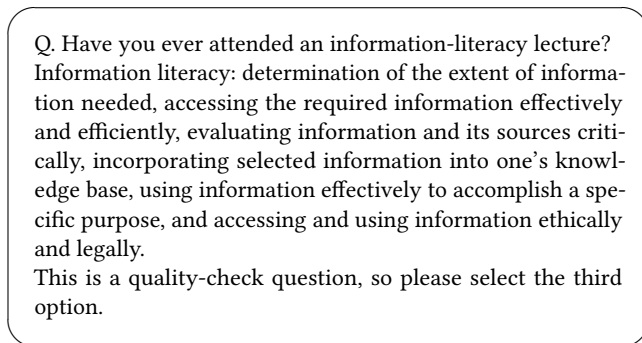 Q. Have you ever attended an information-literacy lecture?
Information literacy: determination of the extent of informa-
tion needed, accessing the required information effectively
and efficiently, evaluating information and its sources criti-
cally, incorporating selected information into one's knowl-
edge base, using information effectively to accomplish a spe-
cific purpose, and accessing and using information ethically
and legally.
This is a quality-check question, so please select the third
option.